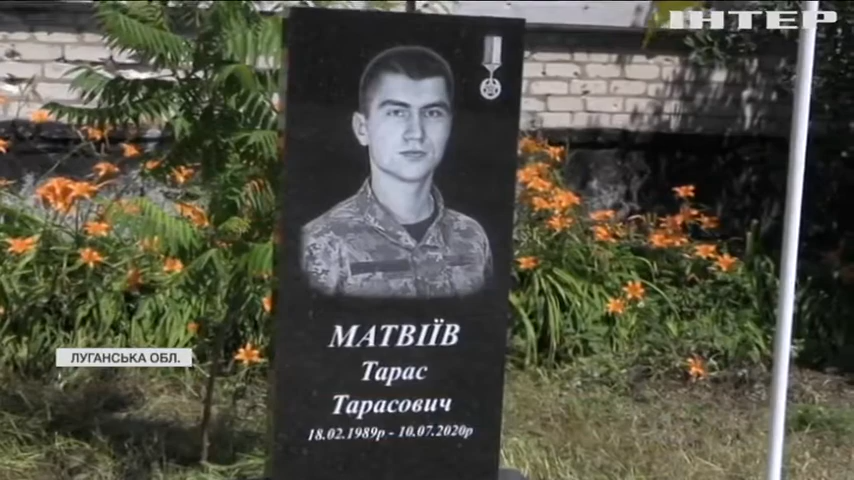 ІНТЕР
МАТВІЇВ
Тарас
Тарасович
18.02.1989р - 10.07.2020р
ЛУГАНСЬКА ОБЛ.